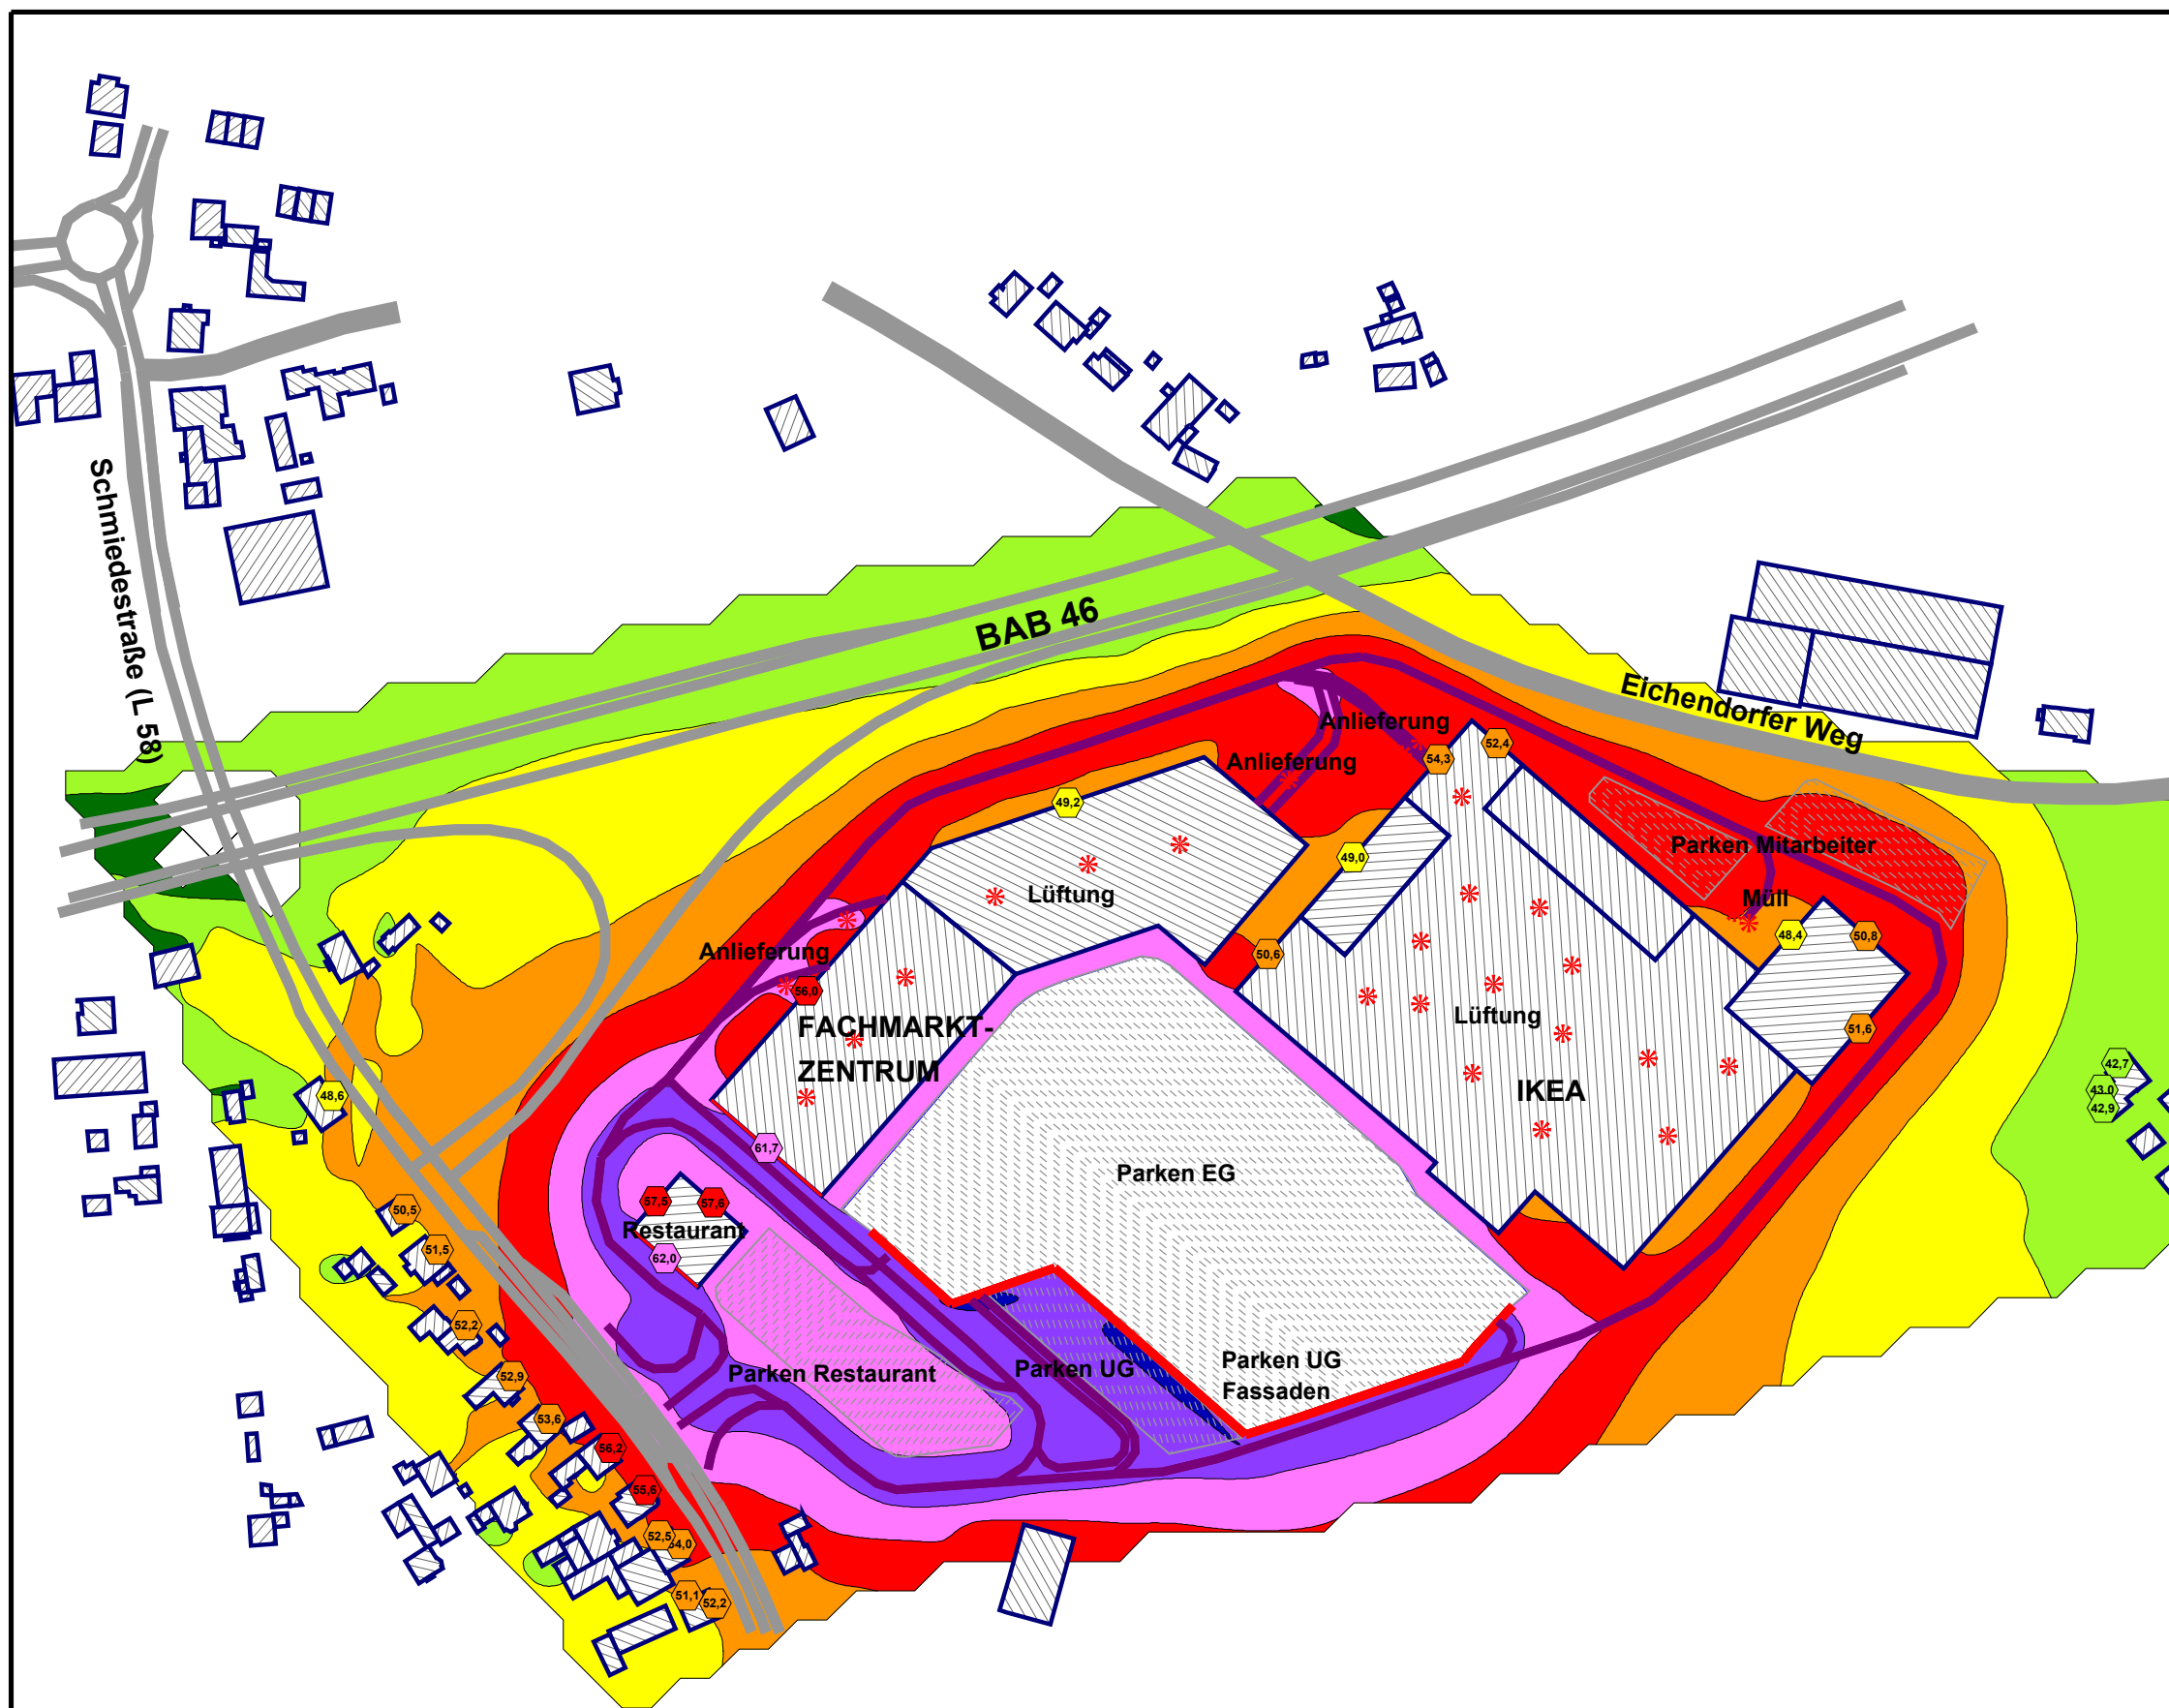 Schmiedestraße (L 58)
BAB 46
Eichendorfer Weg
Anlieferung
52,4
54,3
Anlieferung
49,2
49,0
Parken Mitarbeiter
Lüftung
Müll
48,4
50,8
Anlieferung
50,6
56,0
Lüftung
FACHMARKT-
ZENTRUM
51,6
IKEA
42,7
43,0
42,9
48,6
61,7
Parken EG
57,5
57,6
50,5
Restaurant
51,5
62,0
52,2
Parken UG
Fassaden
Parken UG
Parken Restaurant
52,9
53,6
56,2
55,6
52,5
54,0
51,1
52,2